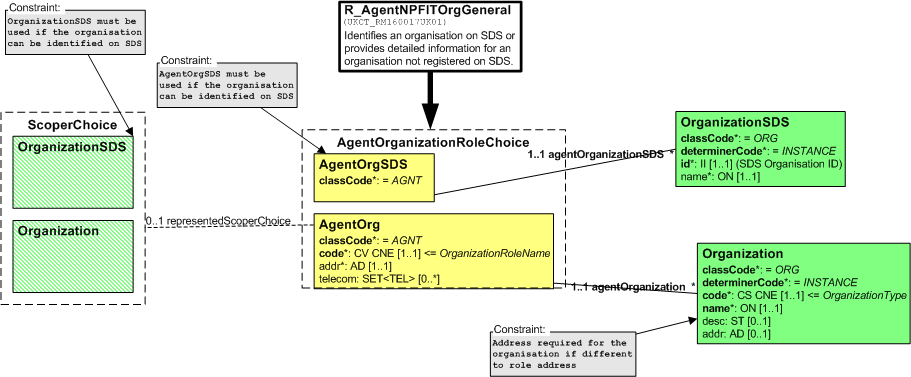 Constraint:
OrganizationSDS must be
used if the organisation
can be identified on SDS
R_AgentNPFITOrgGeneral
(UKCT_RM160017UK01)
Identifies an organisation on SDS or
provides detailed information for an
organisation not registered on SDS.
Constraint:
AgentOrgSDS must be
used if the organisation
can be identified on SDS
ScoperChoice
OrganizationSDS
Organization
0..1 representedScoperChoice
AgentOrganizationRoleChoice
AgentOrgSDS
classCode*: = AGNT
AgentOrg
classCode*: = AGNT
code*: CV CNE [1..1] <= OrganizationRoleName
addr*: AD [1..1]
telecom: SET<TEL> [0..*]
1..1 agentOrganizationSDS *
OrganizationSDS
classCode*: = ORG
determinerCode*: = INSTANCE
id*: II [1..1] (SDS Organisation ID)
name*: ON [1..1]
1..1 agentOrganization *
Organization
classCode*: = ORG
determinerCode*: = INSTANCE
code*: CS CNE [1..1] <= OrganizationType
name*: ON [1..1]
desc: ST [0..1]
addr: AD [0..1]
Constraint:
Address required for the
organisation if different
to role address